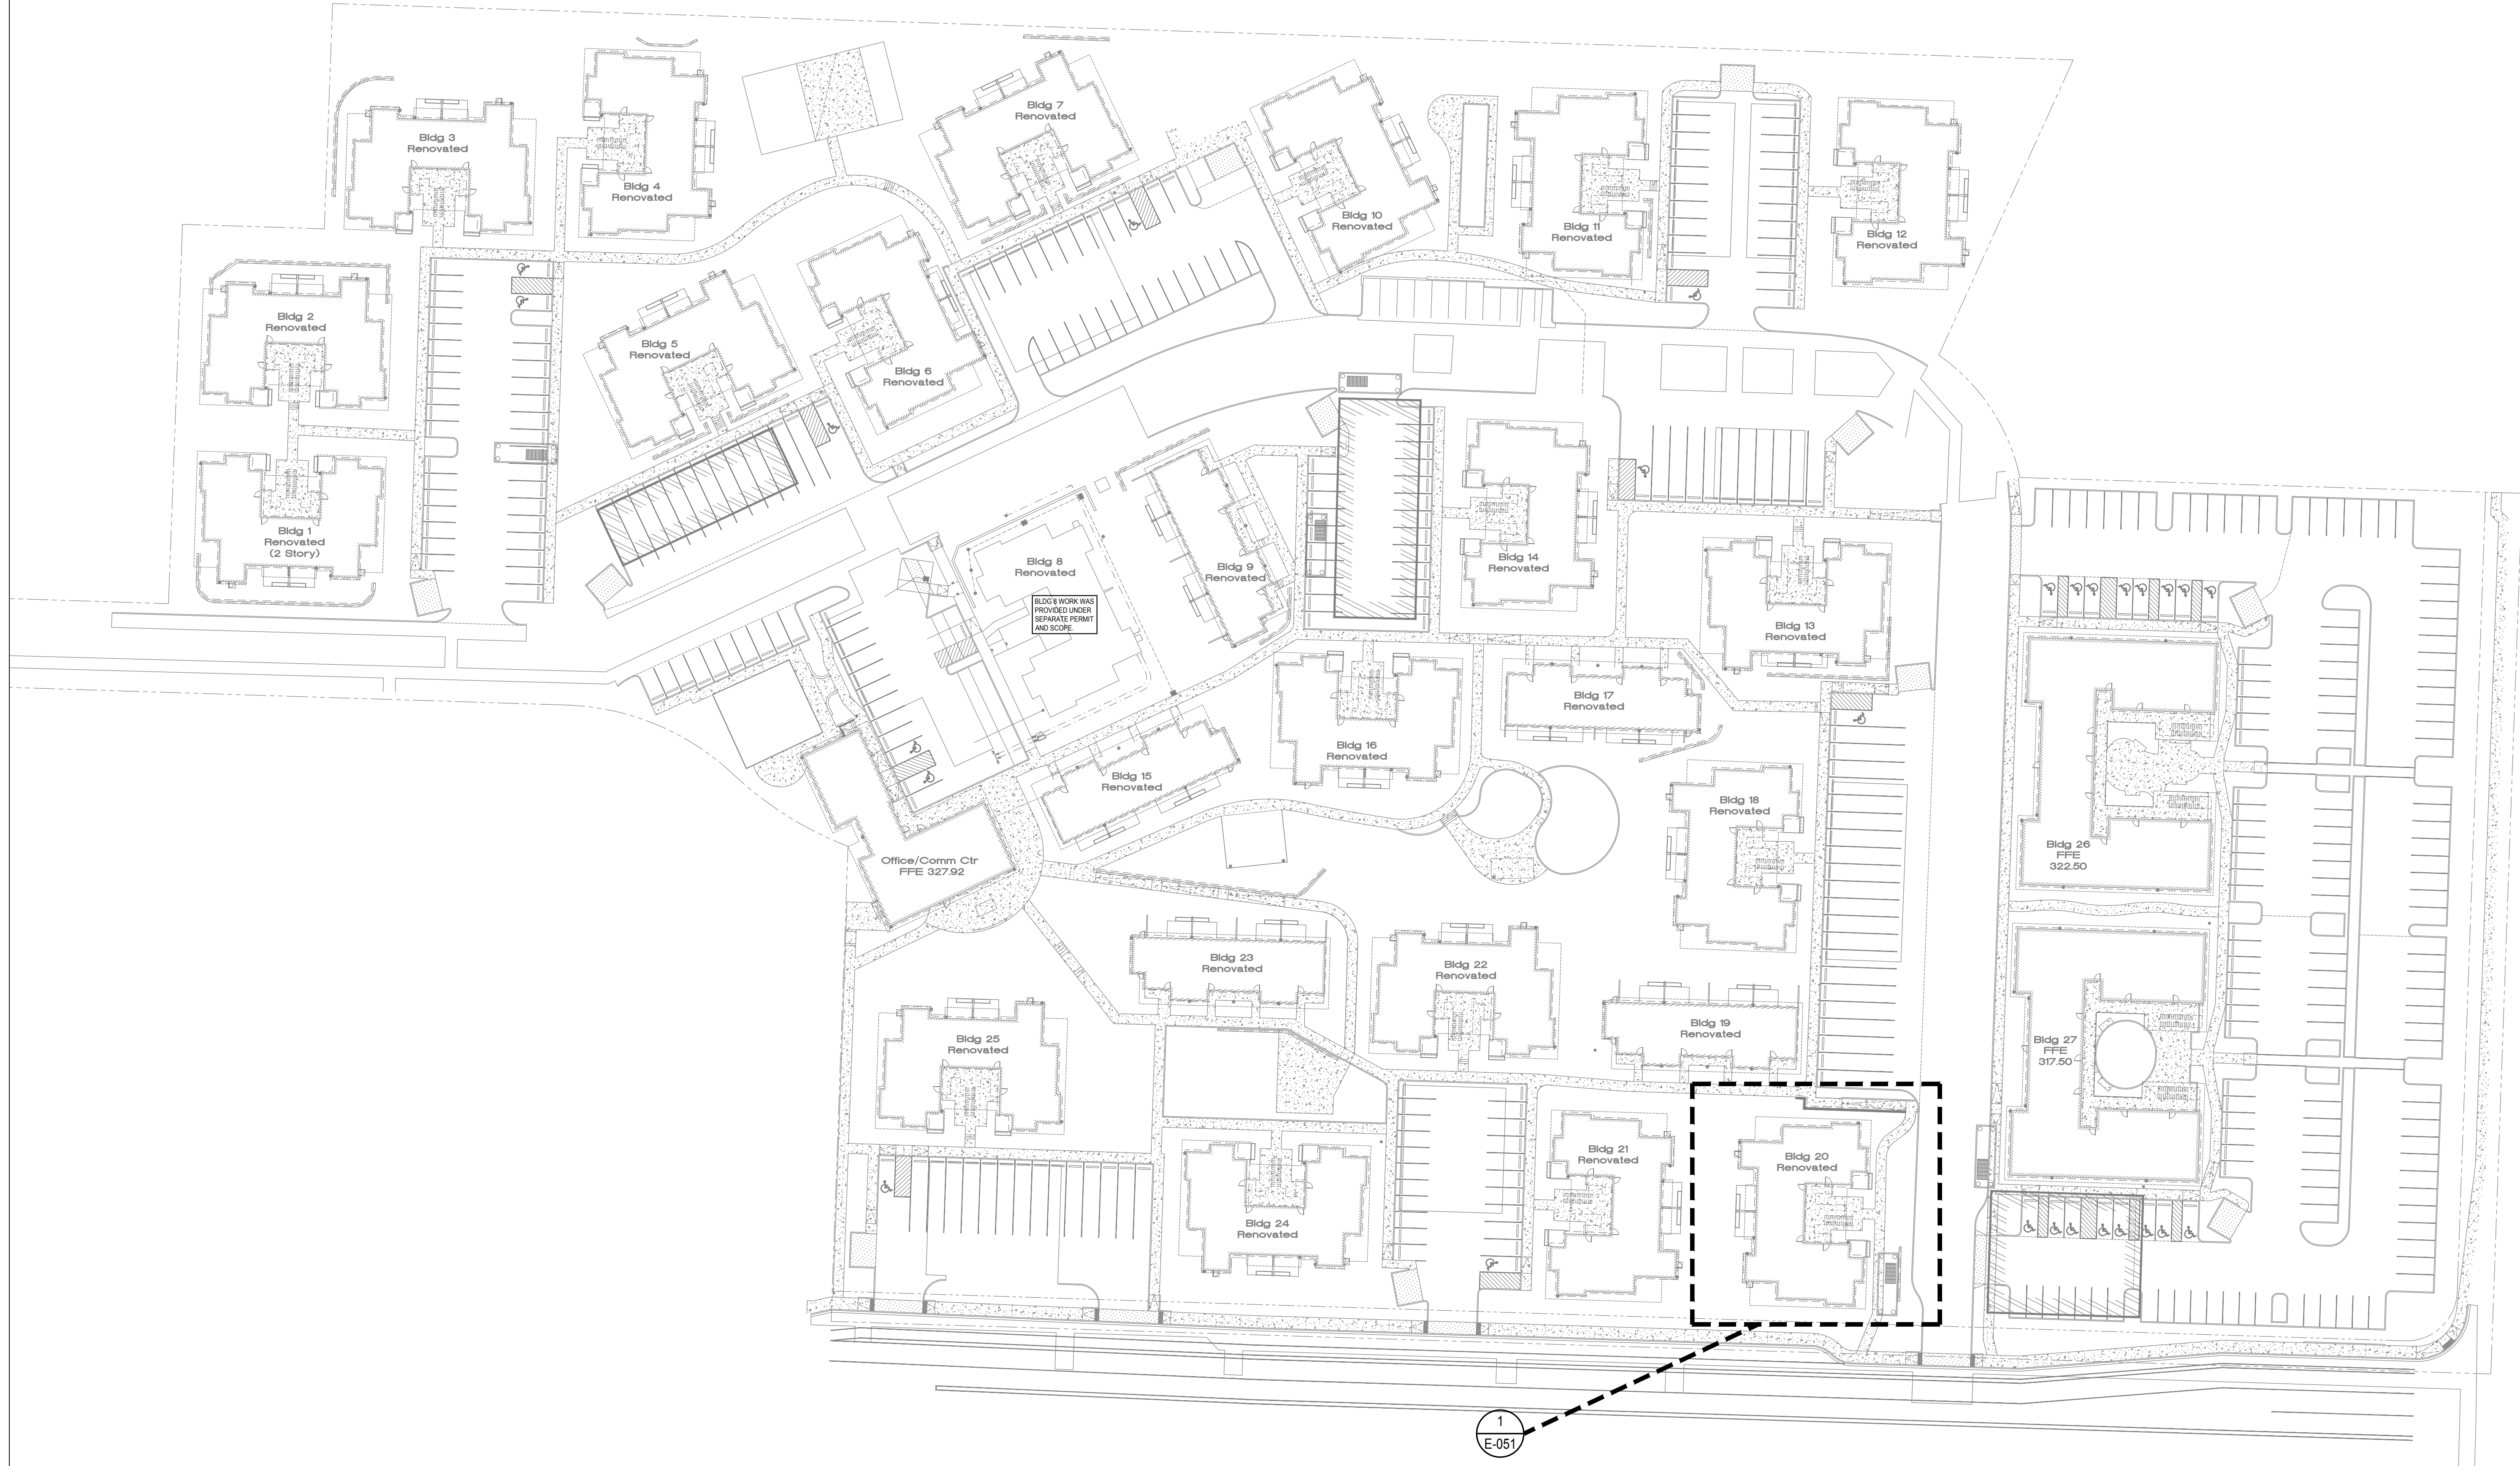 Bldg 3
Renovated
Bldg 4
Renovated
Bldg 7
Renovated
Bldg 10
Renovated
Bldg 11
Renovated
Bldg 12
Renovated
Bldg 2
Renovated
Bldg 5
Renovated
Bldg 6
Renovated
Bldg 1
Renovated
(2 Story)
Bldg 8
Renovated
BLDG 8 WORK WAS
PROVIDED UNDER
SEPARATE PERMIT
AND SCOPE.
Bldg 9
Renovated
Bldg 14
Renovated
Bldg 13
Renovated
Bldg 17
Renovated
Bldg 16
Renovated
Bldg 15
Renovated
Bldg 18
Renovated
Office/Comm Ctr
FFE 327.92
Bldg 26
FFE
322.50
Bldg 23
Renovated
Bldg 22
Renovated
Bldg 19
Renovated
Bldg 25
Renovated
Bldg 27
FFE
317.50
Bldg 21
Renovated
Bldg 20
Renovated
Bldg 24
Renovated
1
E-051